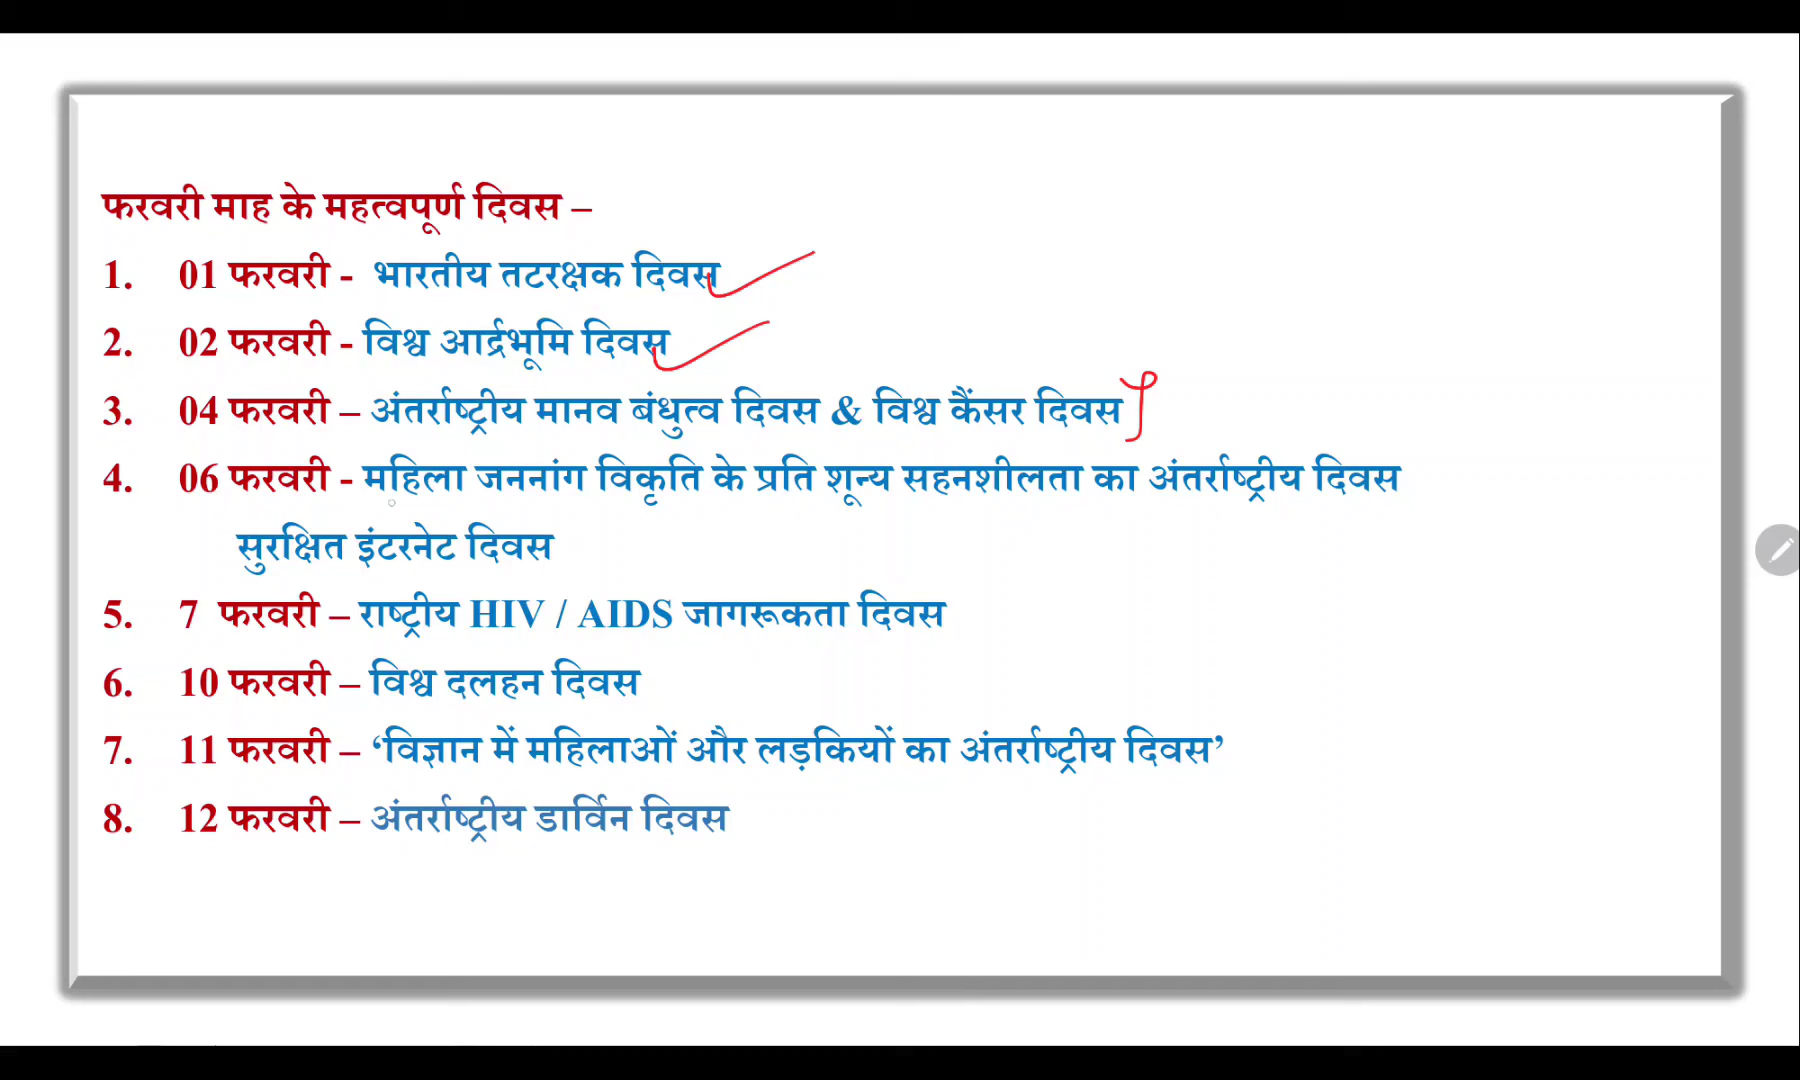 फरवरी माह के महत्वपूर्ण दिवस –
1. 01 फरवरी - भारतीय तटरक्षक दिवस
2. 02 फरवरी - विश्व आर्द्रभूमि दिवस
3. 04 फरवरी – अंतर्राष्ट्रीय मानव बंधुत्व दिवस & विश्व कैंसर दिवस
4. 06 फरवरी - महिला जननांग विकृति के प्रति शून्य सहनशीलता का अंतर्राष्ट्रीय दिवस
सुरक्षित इंटरनेट दिवस
5. 7 फरवरी – राष्ट्रीय HIV / AIDS जागरूकता दिवस
6. 10 फरवरी – विश्व दलहन दिवस
7. 11 फरवरी – ‘विज्ञान में महिलाओं और लड़कियों का अंतर्राष्ट्रीय दिवस’
8. 12 फरवरी – अंतर्राष्ट्रीय डार्विन दिवस